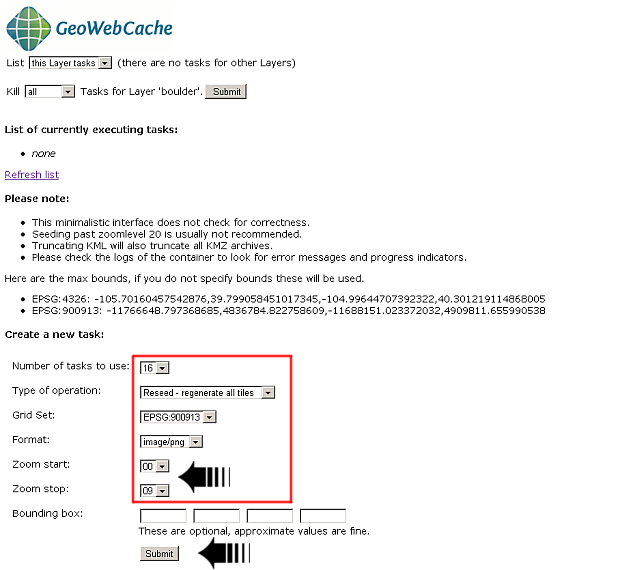 GeoWebCache
List this Layer tasks (there are no tasks for other Layers)
Kill all Tasks for Layer 'boulder'. Submit
List of currently executing tasks:
• none
Refresh list
Please note:
• This minimalistic interface does not check for correctness.
• Seeding past zoomlevel 20 is usually not recommended.
• Truncating KML will also truncate all KMZ archives.
• Please check the logs of the container to look for error messages and progress indicators.
Here are the max bounds, if you do not specify bounds these will be used.
• EPSG:4326: -105.70160457542876,39.799058451017345,-104.99644707392322,40.301219114868005
• EPSG:900913: -11766648.797368685,4836784.822758609,-11688151.023372032,4909811.655990538
Create a new task:
Number of tasks to use: 16
Type of operation: Reseed - regenerate all tiles
Grid Set: EPSG:900913
Format: image/png
Zoom start: 00
Zoom stop: 09
Bounding box:
These are optional, approximate values are fine.
Submit